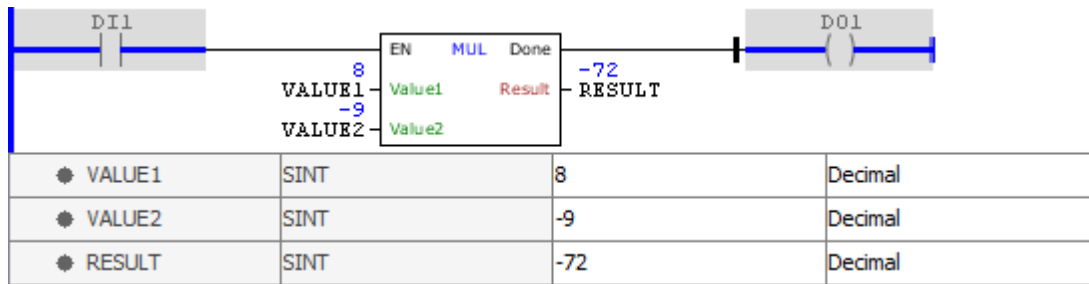 DI1 DO1
EN MUL Done
8 -72
VALUE1 Value1 Result RESULT
-9
VALUE2 Value2
VALUE1 SINT 8 Decimal
VALUE2 SINT -9 Decimal
RESULT SINT -72 Decimal